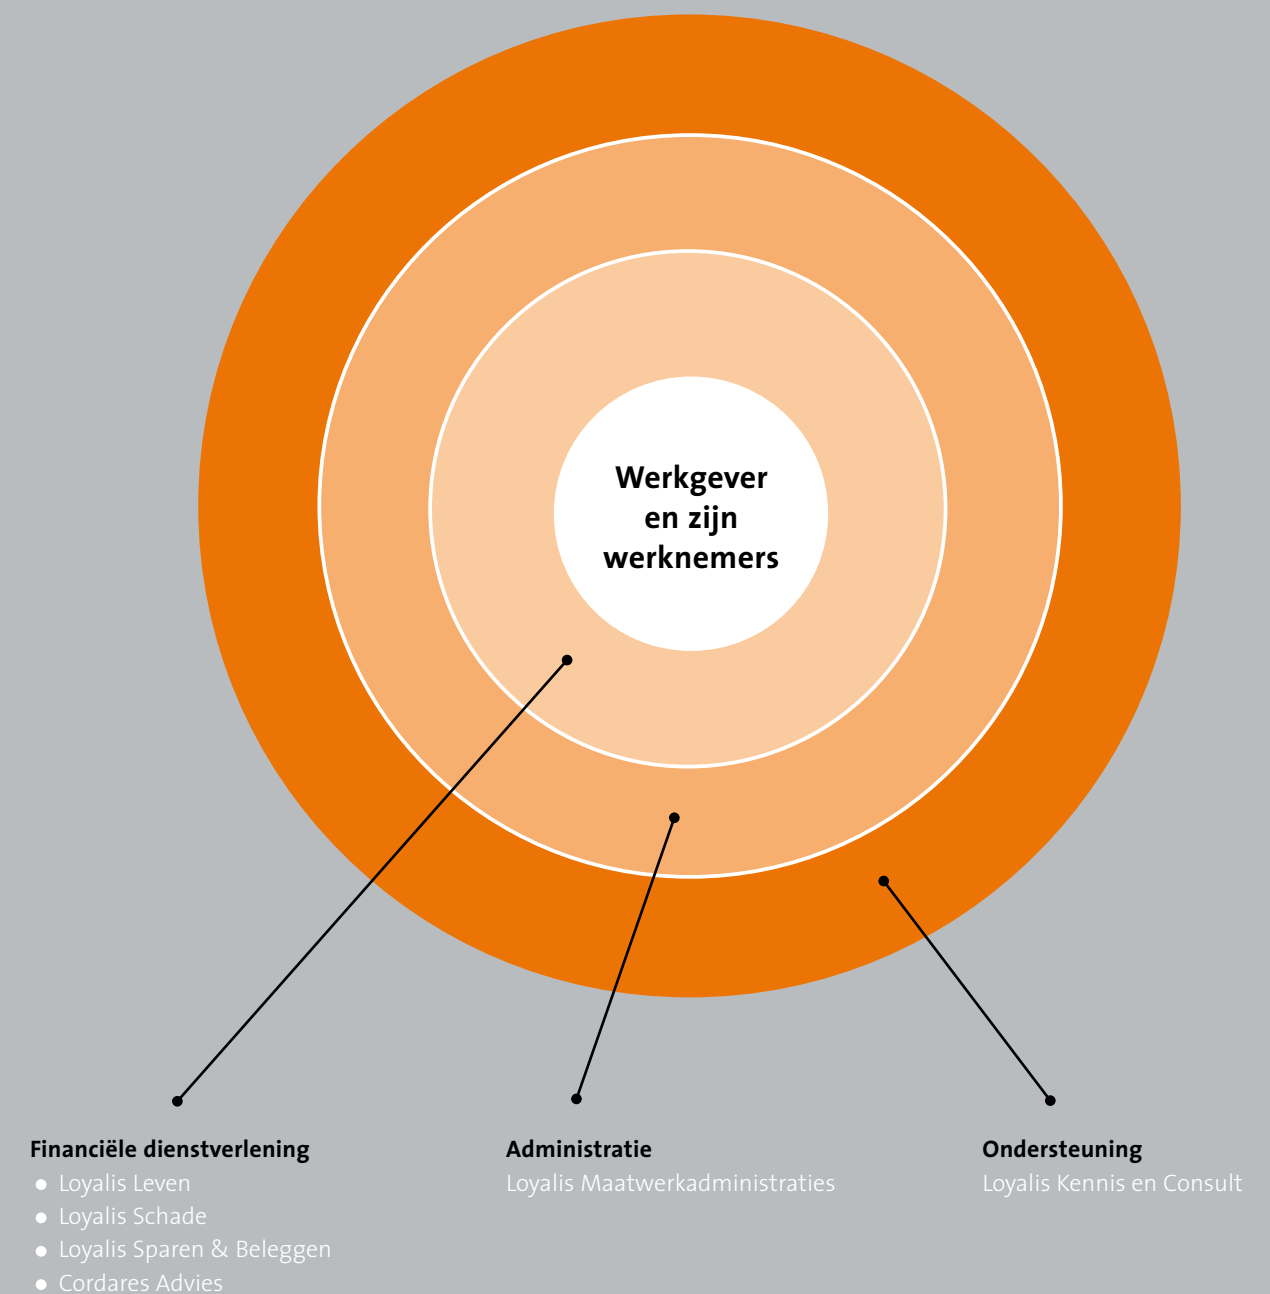 Werkgever
en zijn
werknemers
Financiële dienstverlening
● Loyalis Leven
● Loyalis Schade
● Loyalis Sparen & Beleggen
● Cordares Advies
Administratie
Loyalis Maatwerkadministraties
Ondersteuning
Loyalis Kennis en Consult